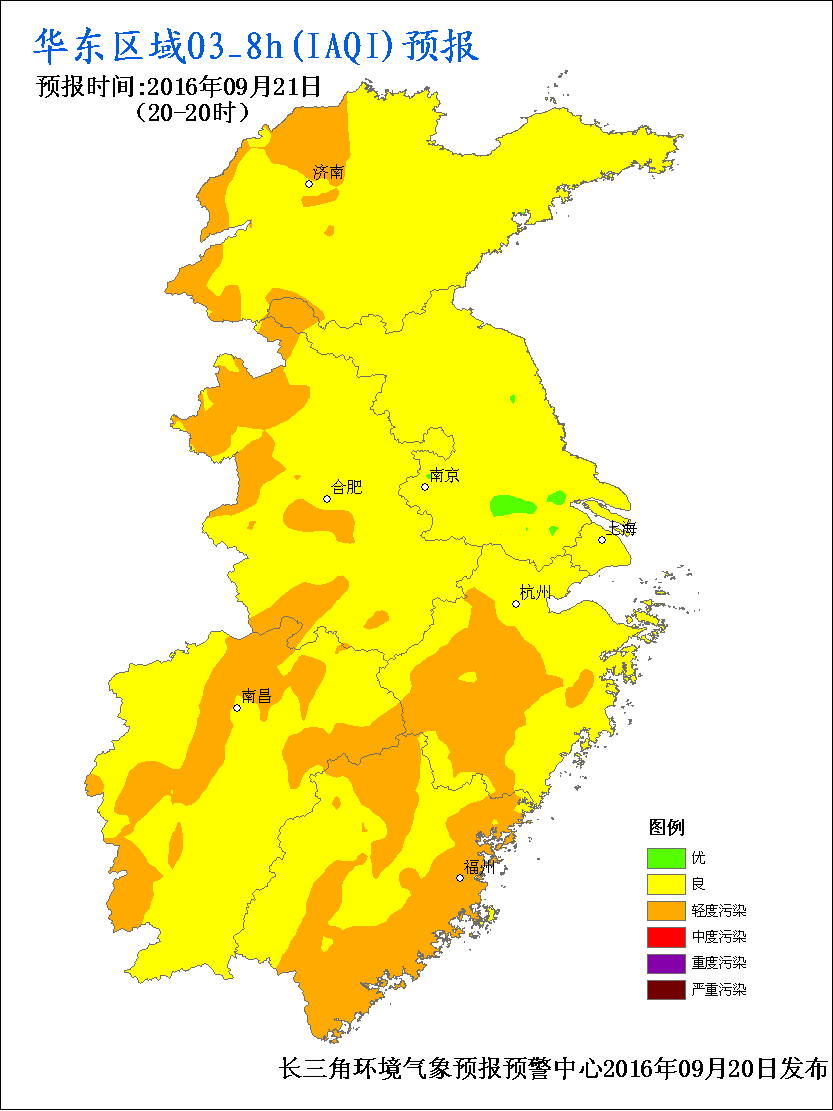 华东区域O3_8h(IAQI)预报
预报时间:2016年09月21日
(20-20时)
济南
南京
合肥
上海
杭州
南昌
福州
图例
优
良
轻度污染
中度污染
重度污染
严重污染
长三角环境气象预报预警中心2016年09月20日发布